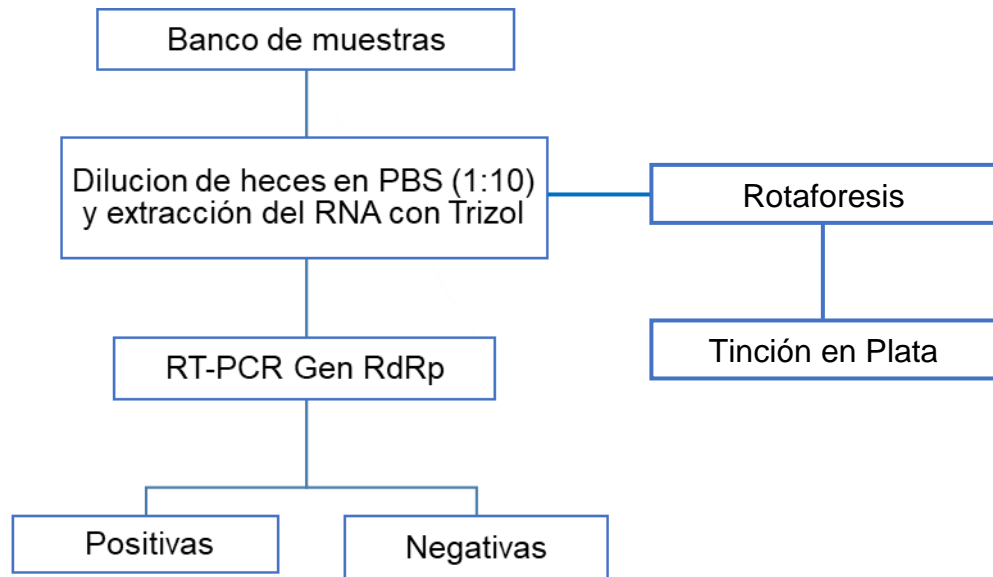 Banco de muestras
Dilucion de heces en PBS (1:10)
y extracción del RNA con Trizol
Rotaforesis
RT-PCR Gen RdRp
Tinción en Plata
Positivas
Negativas